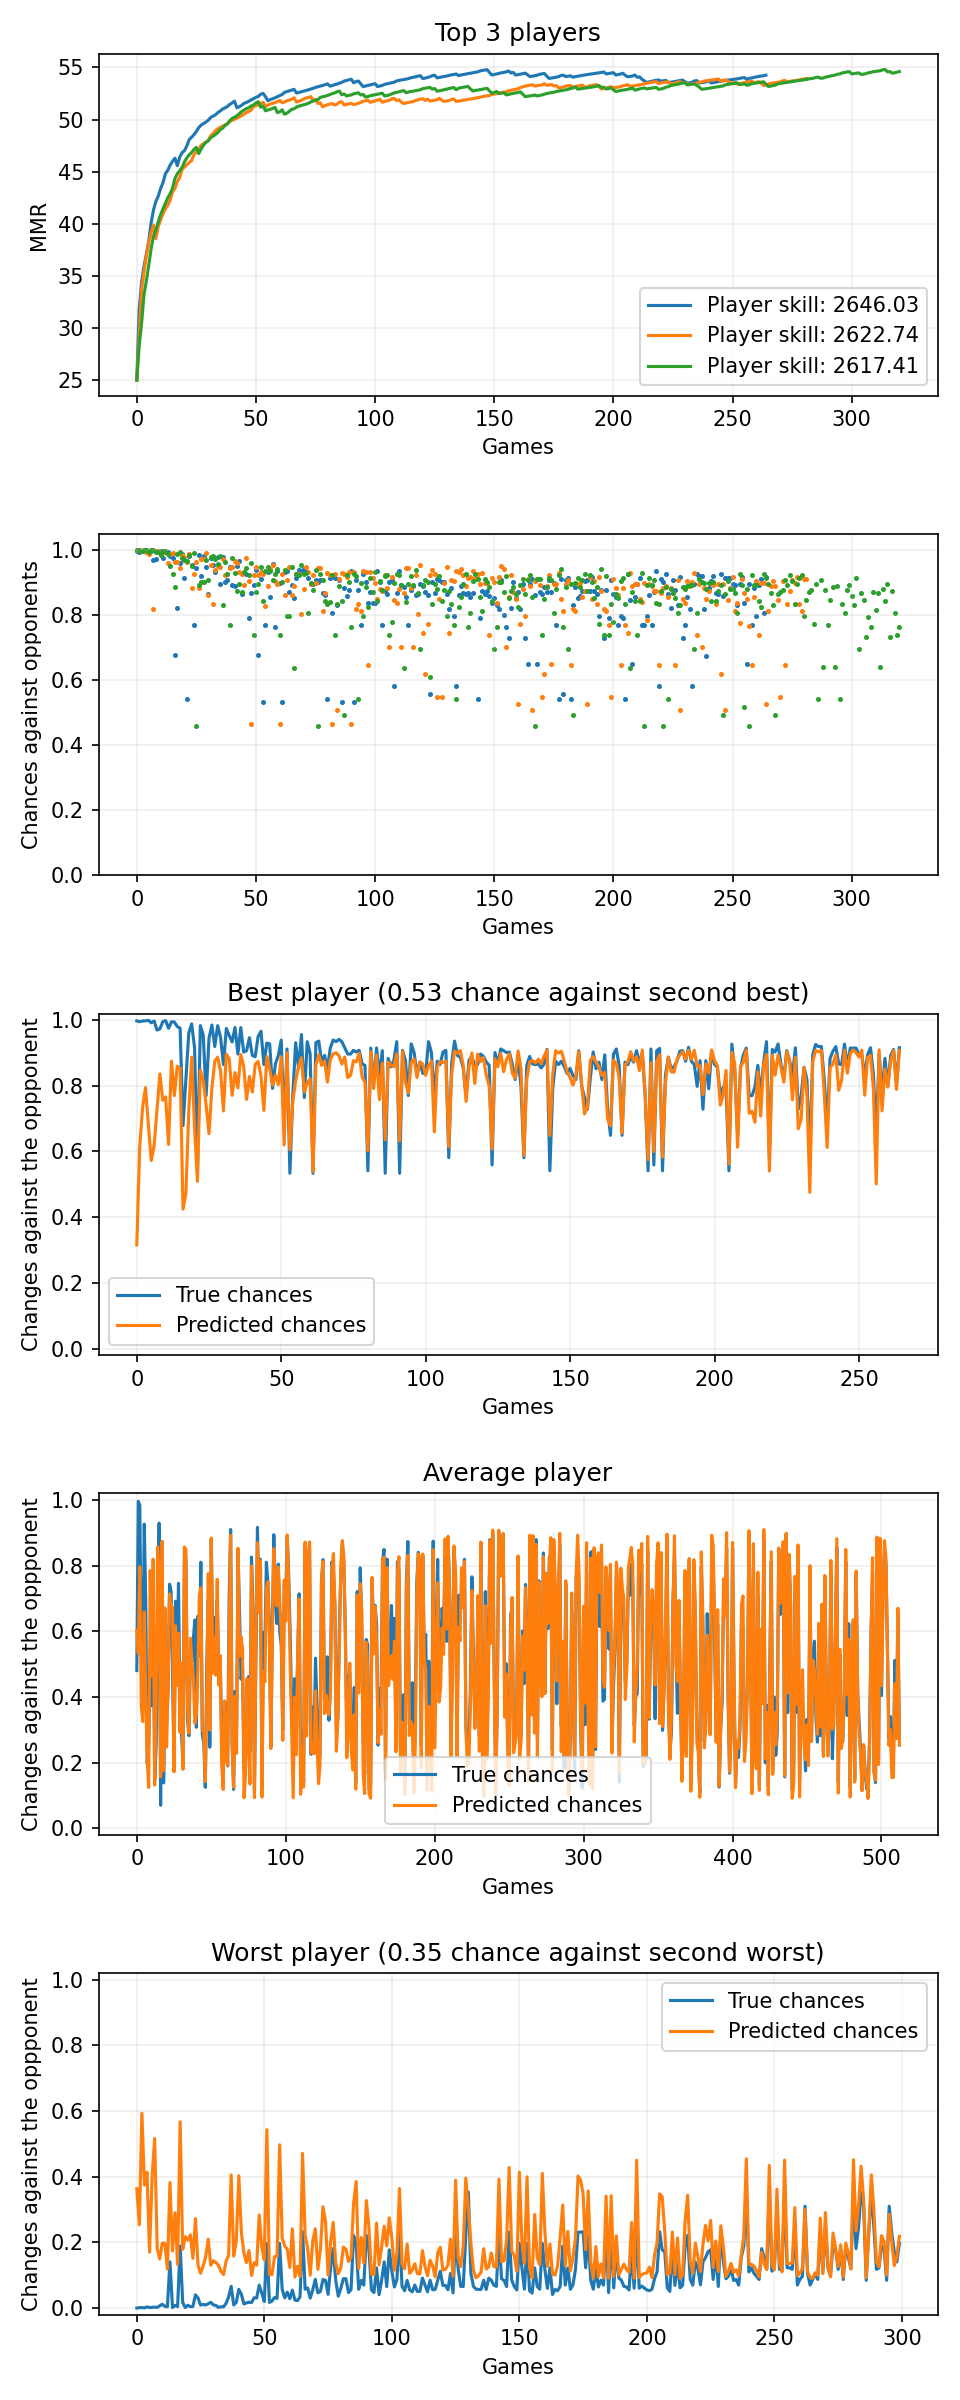 Top 3 players
55
50
45
40
35
30
25
MMR
Player skill: 2646.03
Player skill: 2622.74
Player skill: 2617.41
0 50 100 150 200 250 300
Games
1.0
0.8
0.6
0.4
0.2
0.0
Chances against opponents
0 50 100 150 200 250 300
Games
Best player (0.53 chance against second best)
1.0
0.8
0.6
0.4
0.2
0.0
Changes against the oppponent
True chances
Predicted chances
0 50 100 150 200 250
Games
Average player
1.0
0.8
0.6
0.4
0.2
0.0
Changes against the oppponent
True chances
Predicted chances
0 100 200 300 400 500
Games
Worst player (0.35 chance against second worst)
1.0
0.8
0.6
0.4
0.2
0.0
Changes against the oppponent
True chances
Predicted chances
0 50 100 150 200 250 300
Games